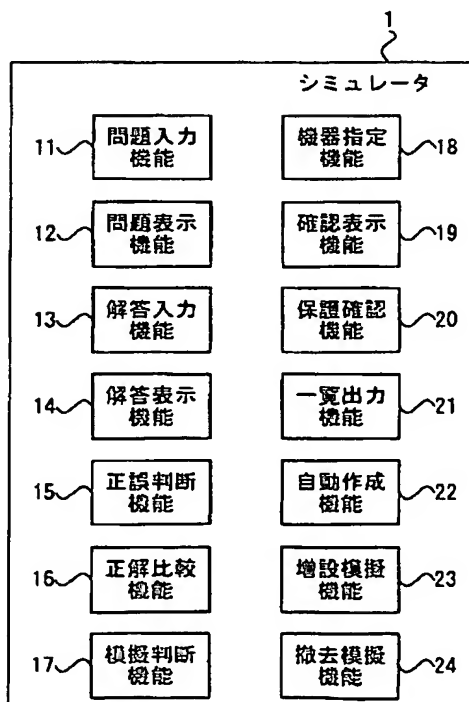 1
シミュレータ
11
問題入力
機能
機器指定
機能
18
12
問題表示
機能
確認表示
機能
19
13
解答入力
機能
保證確認
機能
20
14
解答表示
機能
一覧出力
機能
21
15
正誤判断
機能
自動作成
機能
22
16
正解比較
機能
増設模擬
機能
23
17
模擬判断
機能
撤去模擬
機能
24